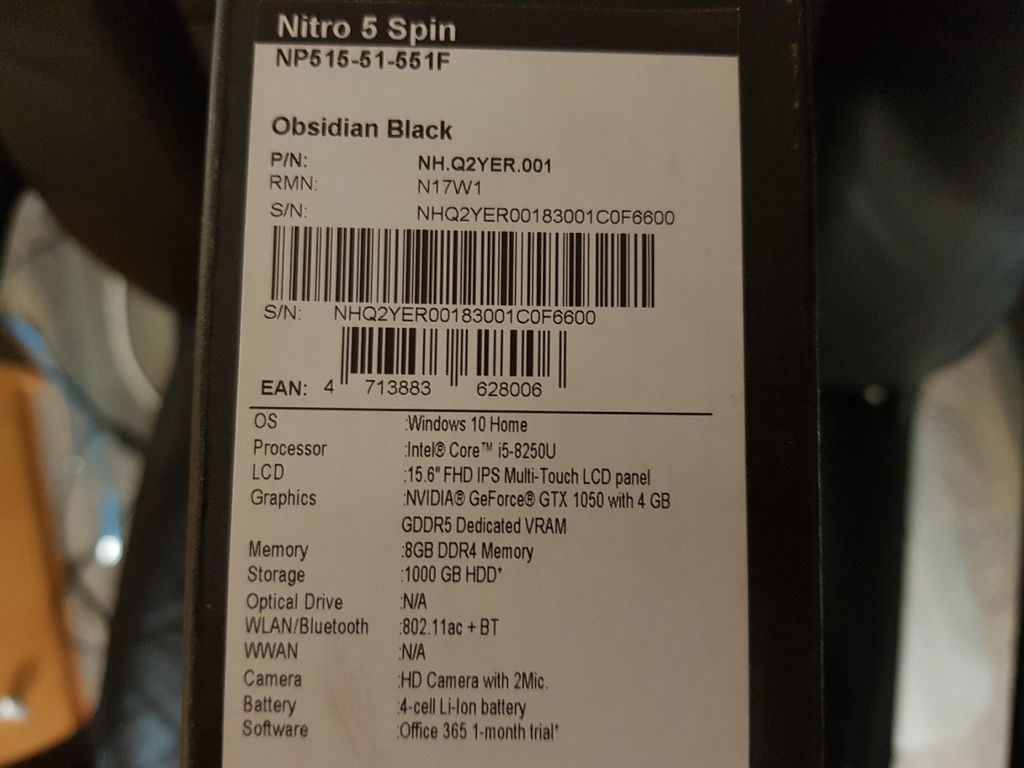 Nitro 5 Spin
NP515-51-551F
Obsidian Black
P/N: NH.Q2YER.001
RMN: N17W1
S/N: NHQ2YER00183001C0F6600
S/N: NHQ2YER00183001C0F6600
EAN: 4 713883 628006
OS :Windows 10 Home
Processor :Intel® Core™ i5-8250U
LCD :15.6" FHD IPS Multi-Touch LCD panel
Graphics :NVIDIA® GeForce® GTX 1050 with 4 GB
GDDR5 Dedicated VRAM
Memory :8GB DDR4 Memory
Storage :1000 GB HDD*
Optical Drive :N/A
WLAN/Bluetooth :802.11ac + BT
WWAN :N/A
Camera :HD Camera with 2Mic.
Battery :4-cell Li-Ion battery
Software :Office 365 1-month trial*